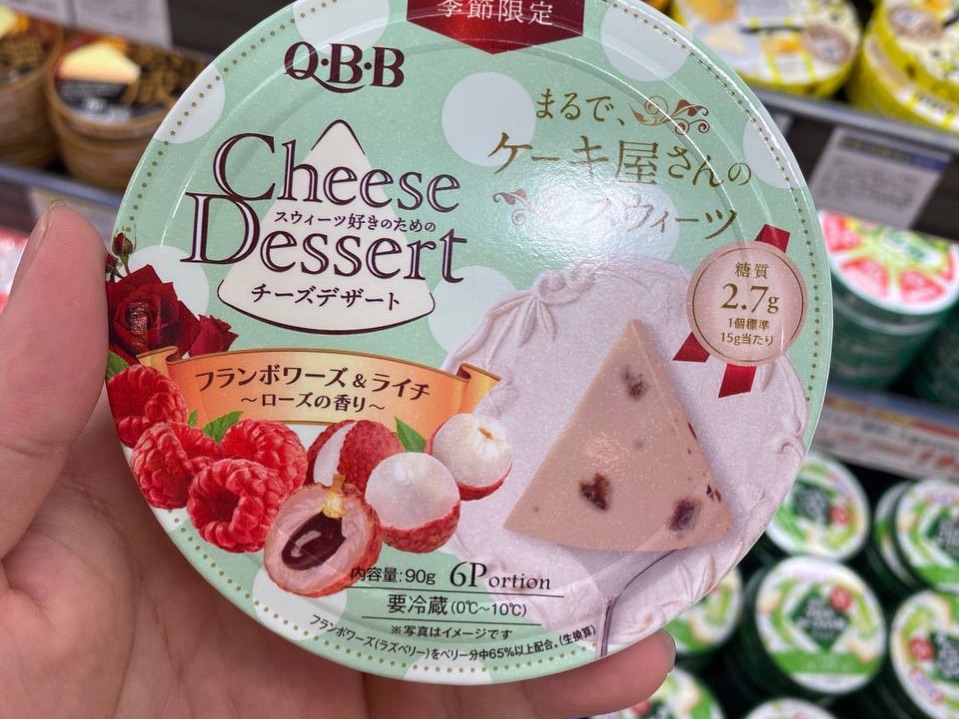 季節限定
Q・B・B
まるで、
ケーキ屋さんの
スウィーツ
Cheese
スウィーツ好きのための
Dessert
チーズデザート
糖質
2.7g
1個標準
15g当たり
フランボワーズ&ライチ
~ローズの香り~
内容量:90g 6Portion
要冷蔵(0℃~10℃)
※写真はイメージです
フランボワーズ(ラズベリー)をベリー分中65%以上配合。(生換算)